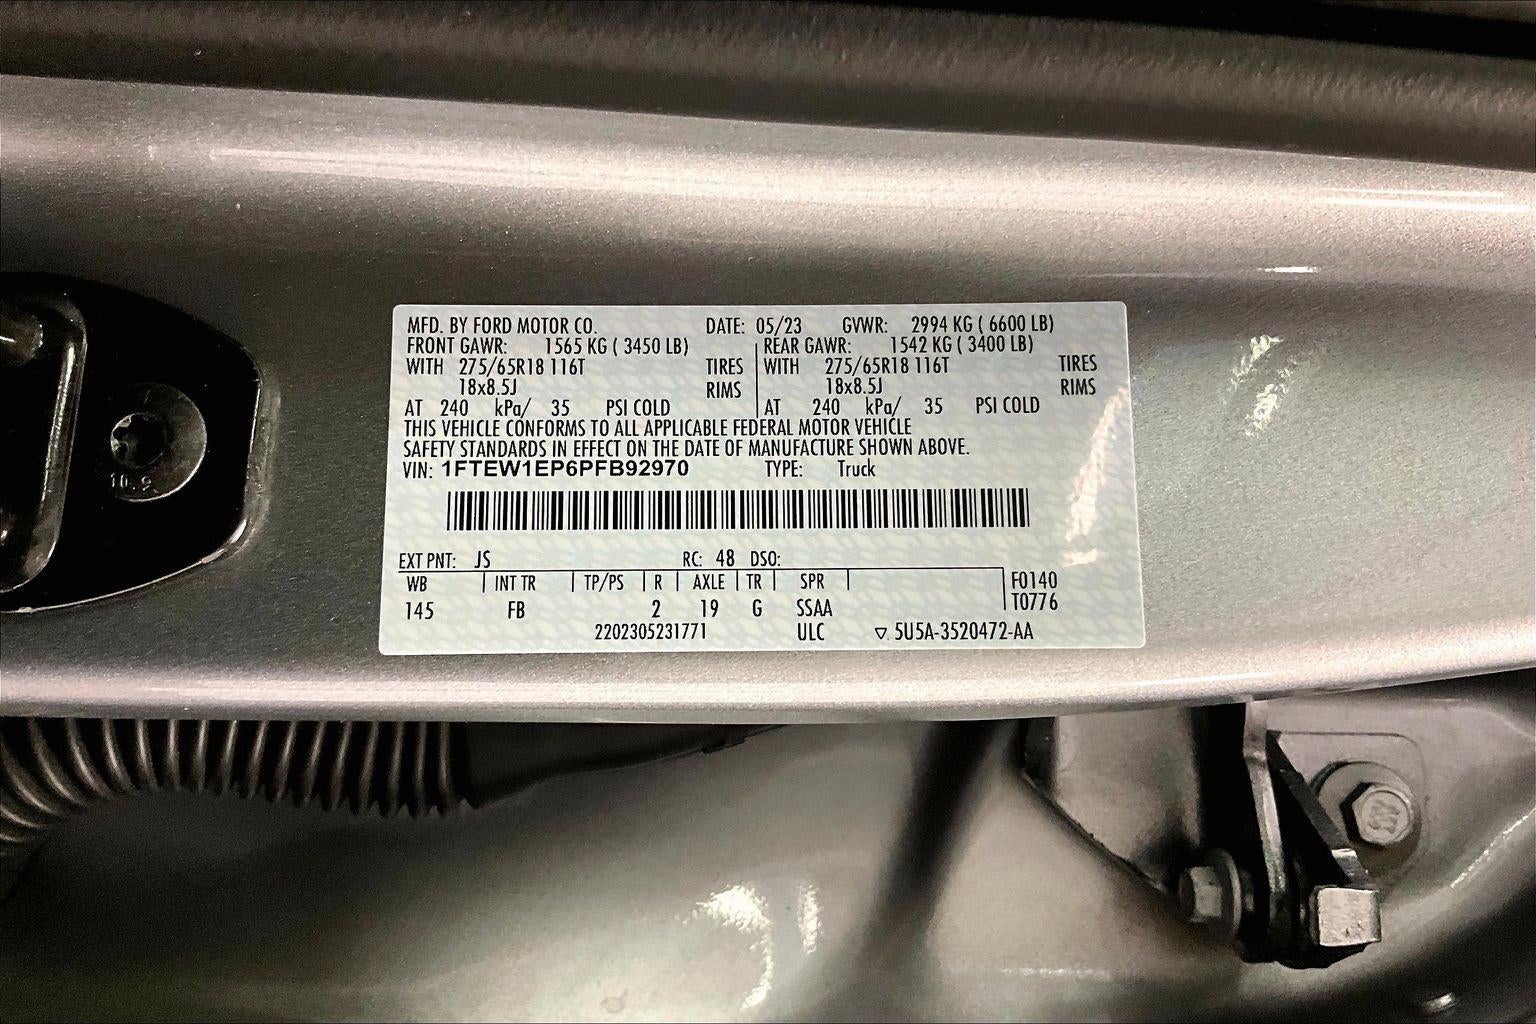 MFD. BY FORD MOTOR CO. DATE: 05/23 GVWR: 2994 KG ( 6600 LB)
FRONT GAWR: 1565 KG ( 3450 LB) REAR GAWR: 1542 KG ( 3400 LB)
WITH 275/65R18 116T TIRES WITH 275/65R18 116T TIRES
18x8.5J RIMS 18x8.5J RIMS
AT 240 kPa/ 35 PSI COLD AT 240 kPa/ 35 PSI COLD
THIS VEHICLE CONFORMS TO ALL APPLICABLE FEDERAL MOTOR VEHICLE
SAFETY STANDARDS IN EFFECT ON THE DATE OF MANUFACTURE SHOWN ABOVE.
VIN: 1FTEW1EP6PFB92970 TYPE: Truck
EXT PNT: JS RC: 48 DSO:
WB INT TR TP/PS R AXLE TR SPR F0140
145 FB 2 19 G SSAA T0776
2202305231771 ULC ▽ 5U5A-3520472-AA
10.9